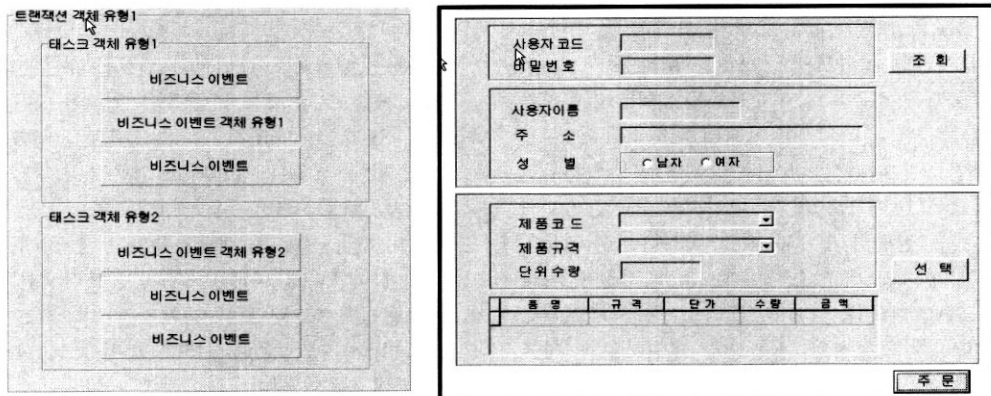 트랜잭션 객체 유형1
태스크 객체 유형1
비즈니스 이벤트
비즈니스 이벤트 객체 유형1
비즈니스 이벤트
태스크 객체 유형2
비즈니스 이벤트 객체 유형2
비즈니스 이벤트
비즈니스 이벤트
사용자 코드
비밀번호
조 회
사용자이름
주 소
성 별 남자 여자
제품코드
제품규격
단위수량
선 택
품 명 규 격 단 가 수 량 금 액
주 문